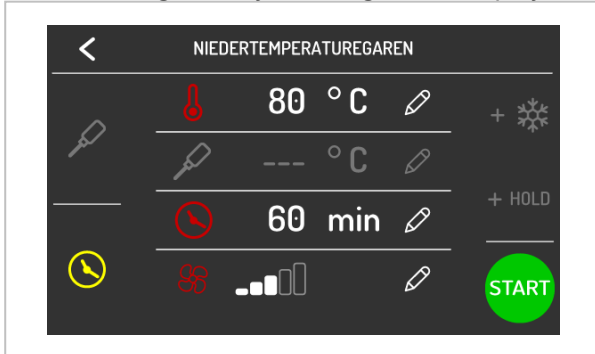 NIEDERTEMPERATUREGAREN
80 °C
+
--- °C
+ HOLD
60 min
START